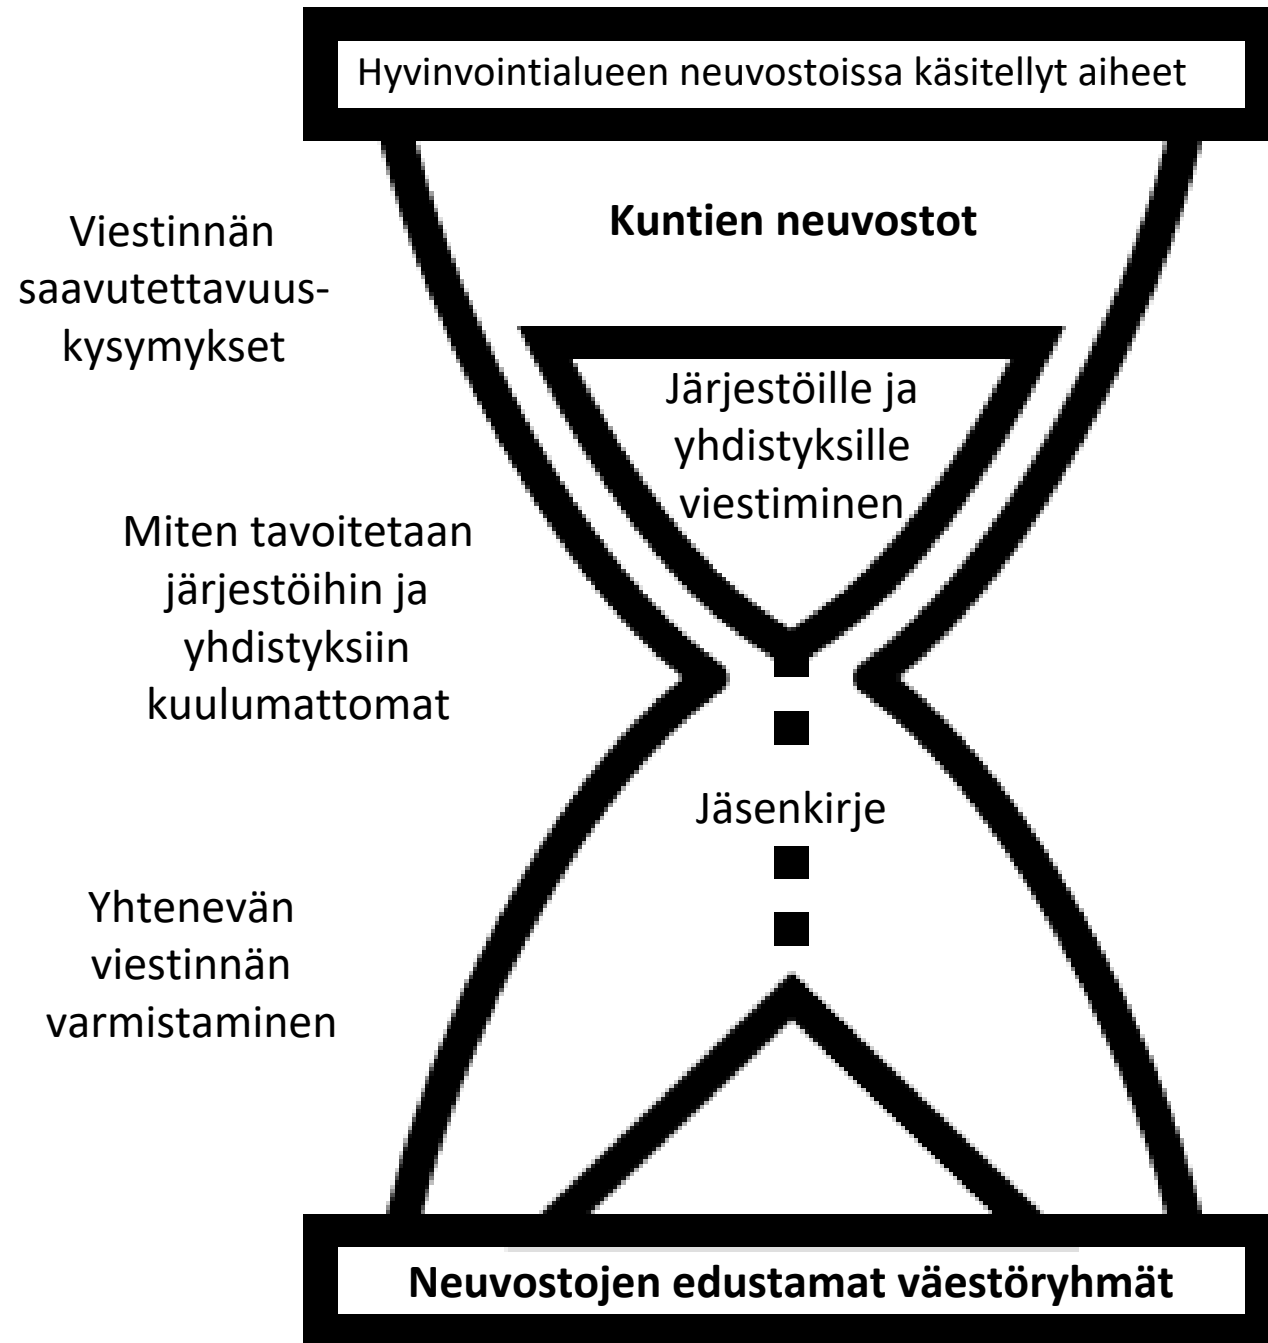 Hyvinvointialueen neuvostoissa käsitellyt aiheet
Kuntien neuvostot
Viestinnän
saavutettavuus-
kysymykset
Järjestöille ja
yhdistyksille
viestiminen
Miten tavoitetaan
järjestöihin ja
yhdistyksiin
kuulumattomat
Jäsenkirje
Yhtenevän
viestinnän
varmistaminen
Neuvostojen edustamat väestöryhmät